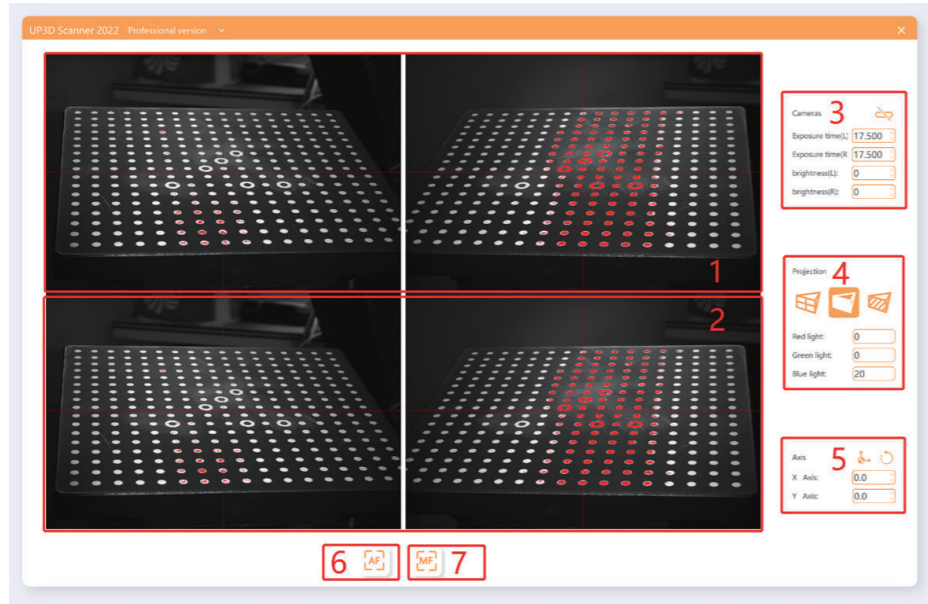 UP3D Scanner 2022 Professional version
1
2
Cameras 3
Exposure time(L) 17.500
Exposure time(R 17.500
brightness(L): 0
brightness(R): 0
Projection 4
Red light: 0
Green light: 0
Blue light: 20
Axis 5
X Axis: 0.0
Y Axis: 0.0
6 AF MF 7